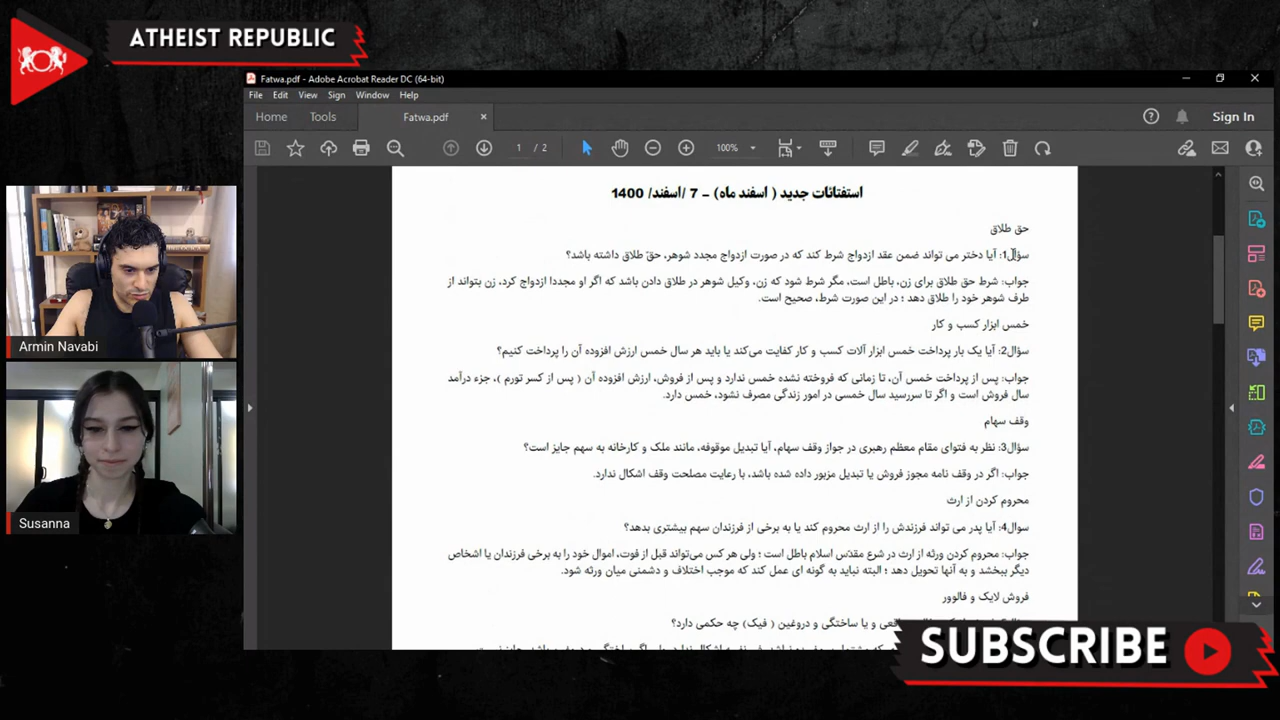 ATHEIST REPUBLIC
Fatwa.pdf - Adobe Acrobat Reader DC (64-bit)
File Edit View Sign Window Help
Home Tools Fatwa.pdf × Sign In
1 / 2 100%
استفتائات جدید ( اسفند ماه) – 7 /اسفند/ 1400
حق طلاق
سؤال1: آیا دختر می تواند ضمن عقد ازدواج شرط کند که در صورت ازدواج مجدد شوهر، حقّ طلاق داشته باشد؟
جواب: شرط حق طلاق برای زن، باطل است، مگر شرط شود که زن، وکیل شوهر در طلاق دادن باشد که اگر او مجددا ازدواج کرد، زن بتواند از
طرف شوهر خود را طلاق دهد ؛ در این صورت شرط، صحیح است.
خمس ابزار کسب و کار
سؤال2: آیا یک بار پرداخت خمس ابزار آلات کسب و کار کفایت می‌کند یا باید هر سال خمس ارزش افزوده آن را پرداخت کنیم؟
جواب: پس از پرداخت خمس آن، تا زمانی که فروخته نشده خمس ندارد و پس از فروش، ارزش افزوده آن ( پس از کسر تورم )، جزء درآمد
سال فروش است و اگر تا سررسید سال خمسی در امور زندگی مصرف نشود، خمس دارد.
وقف سهام
سؤال3: نظر به فتوای مقام معظم رهبری در جواز وقف سهام، آیا تبدیل موقوفه، مانند ملک و کارخانه به سهم جایز است؟
جواب: اگر در وقف نامه مجوز فروش یا تبدیل مزبور داده شده باشد، با رعایت مصلحت وقف اشکال ندارد.
محروم کردن از ارث
سوال4: آیا پدر می تواند فرزندش را از ارث محروم کند یا به برخی از فرزندان سهم بیشتری بدهد؟
جواب: محروم کردن ورثه از ارث در شرع مقدّس اسلام باطل است ؛ ولی هر کس می‌تواند قبل از فوت، اموال خود را به برخی فرزندان یا اشخاص
دیگر ببخشد و به آنها تحویل دهد ؛ البته نباید به گونه ای عمل کند که موجب اختلاف و دشمنی میان ورثه شود.
فروش لایک و فالوور
و یا ساختگی و دروغین ( فیک) چه حکمی دارد؟
Armin Navabi
Susanna
SUBSCRIBE